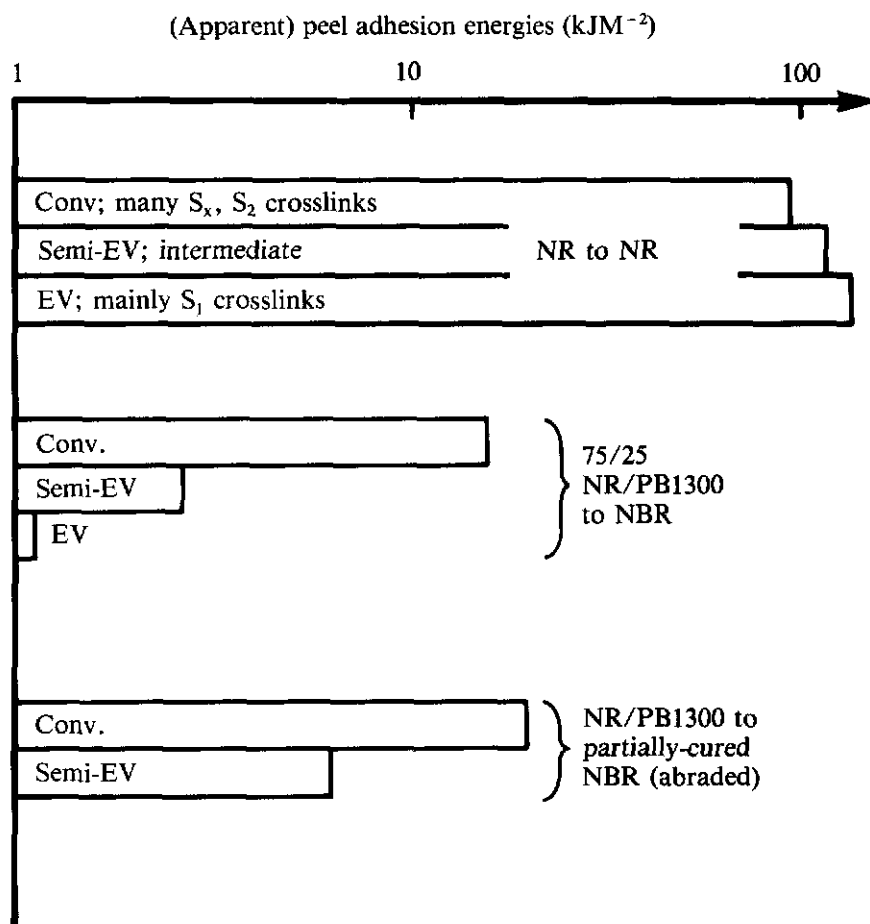 (Apparent) peel adhesion energies (kJM⁻²)
1 10 100
Conv; many Sₓ, S₂ crosslinks
Semi-EV; intermediate NR to NR
EV; mainly S₁ crosslinks
Conv.
Semi-EV
EV
75/25
NR/PB1300
to NBR
Conv.
Semi-EV
NR/PB1300 to
partially-cured
NBR (abraded)